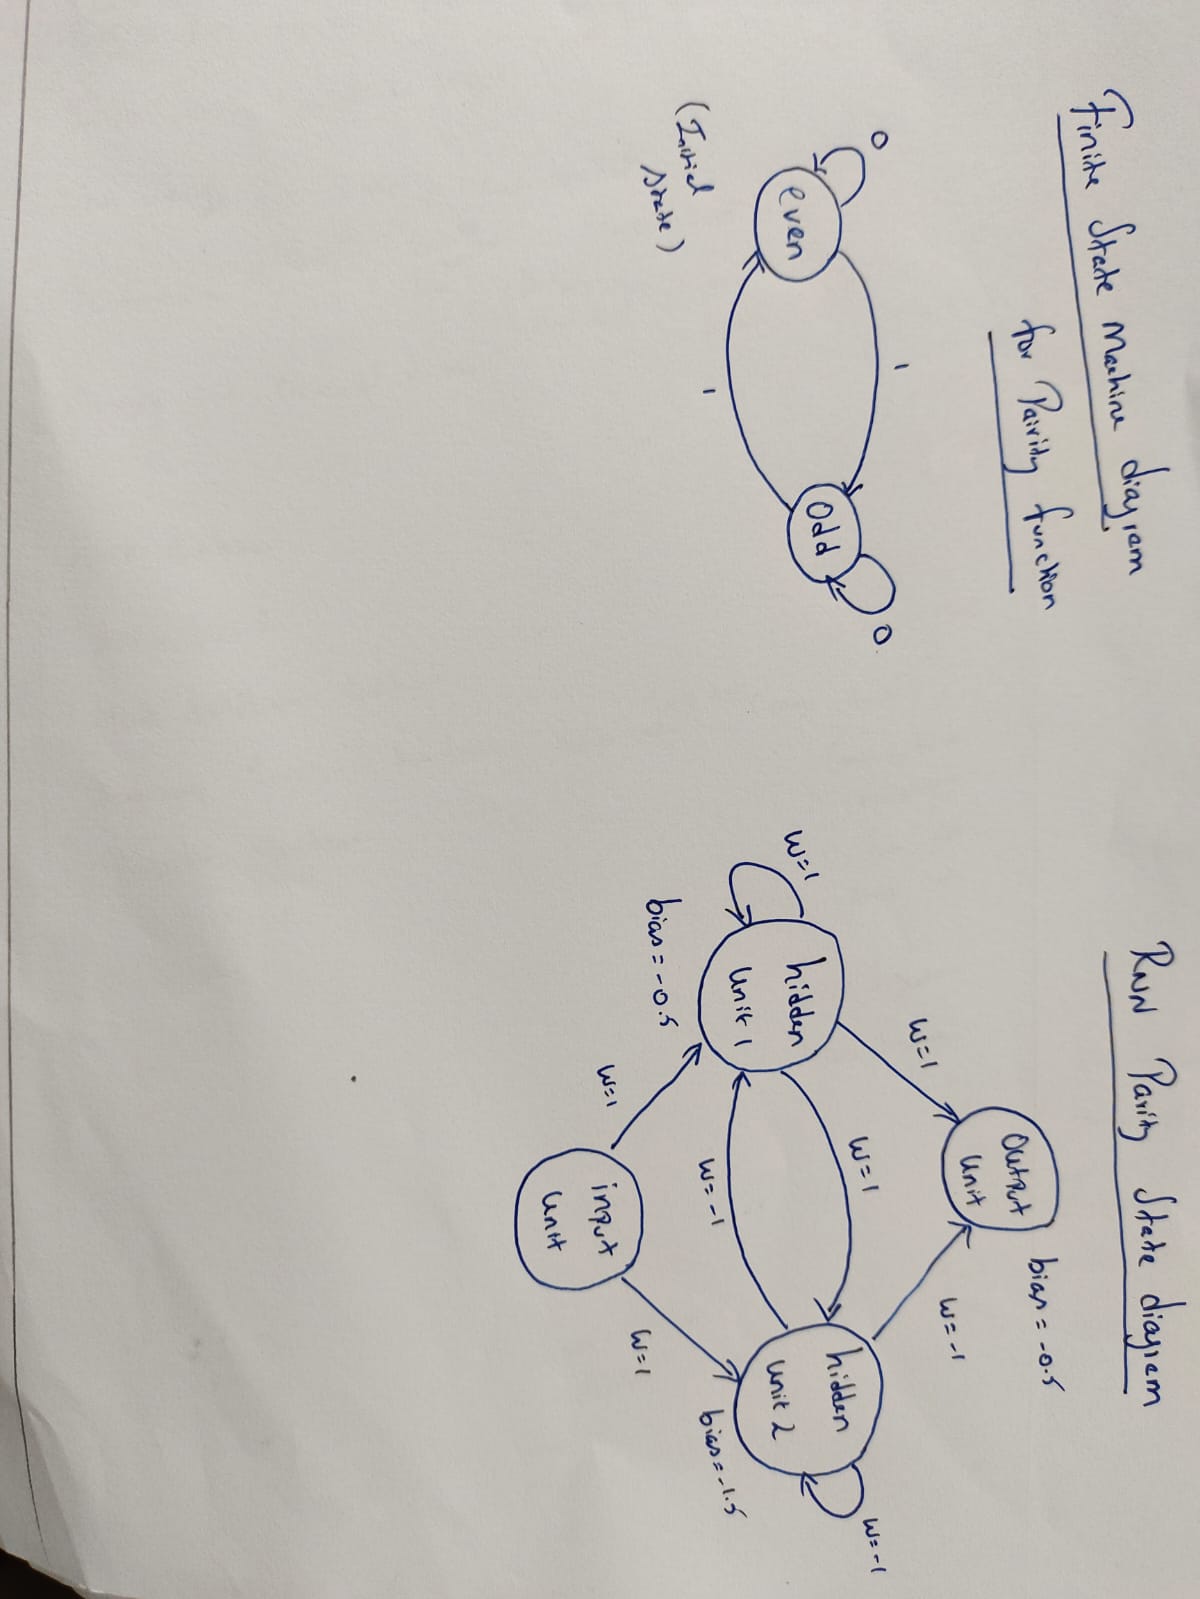 Finite State Machine diagram
for Pairidy function
0
even
(Initial
state)
1
1
odd
0
RNN Parity State diagram
output
unit
bias = -0.5
W=1
W=-1
W=1
hidden
unit 1
bias = -0.5
W=1
W=-1
hidden
unit 2
bias = -1.5
W=-1
W=1
input
unit
W=1